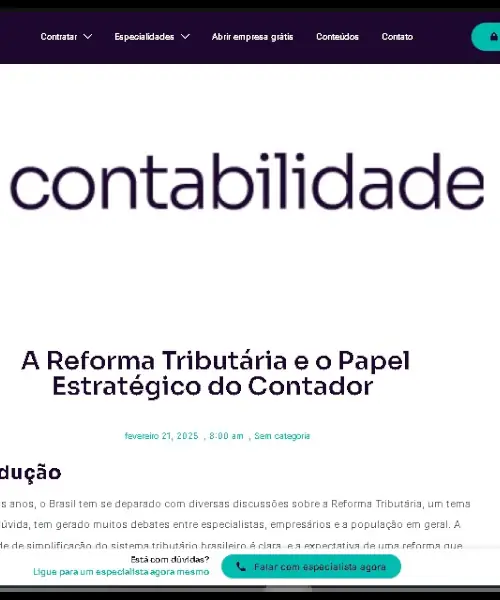 Contratar Especialidades Abrir empresa grátis Conteúdos Contato
contabilidade
A Reforma Tributária e o Papel
Estratégico do Contador
fevereiro 21, 2025 , 8:00 am , Sem categoria
dução
s anos, o Brasil tem se deparado com diversas discussões sobre a Reforma Tributária, um tema
úvida, tem gerado muitos debates entre especialistas, empresários e a população em geral. A
de de simplificação do sistema tributário brasileiro é clara, e a expectativa de uma reforma que
Está com dúvidas?
Ligue para um especialista agora mesmo
Falar com especialista agora